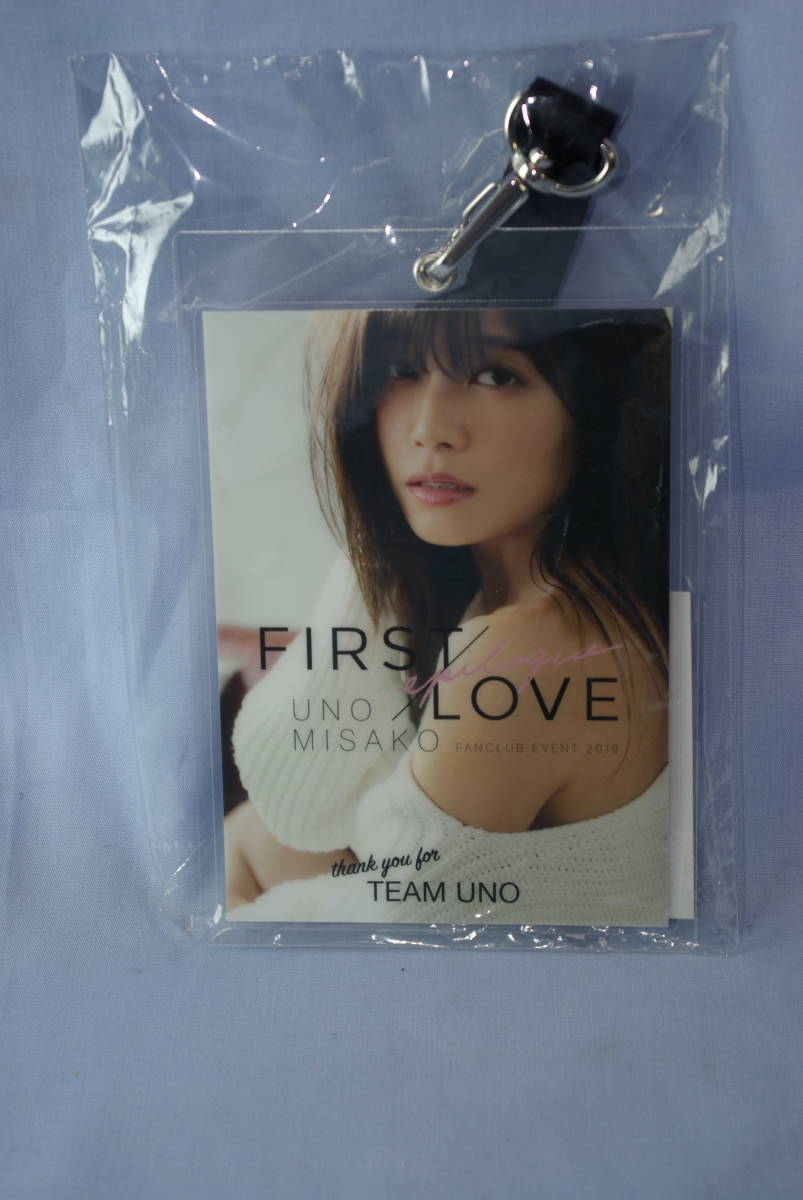 FIRST
epilogue
LOVE
UNO
MISAKO
FANCLUB EVENT 2019
thank you for
TEAM UNO